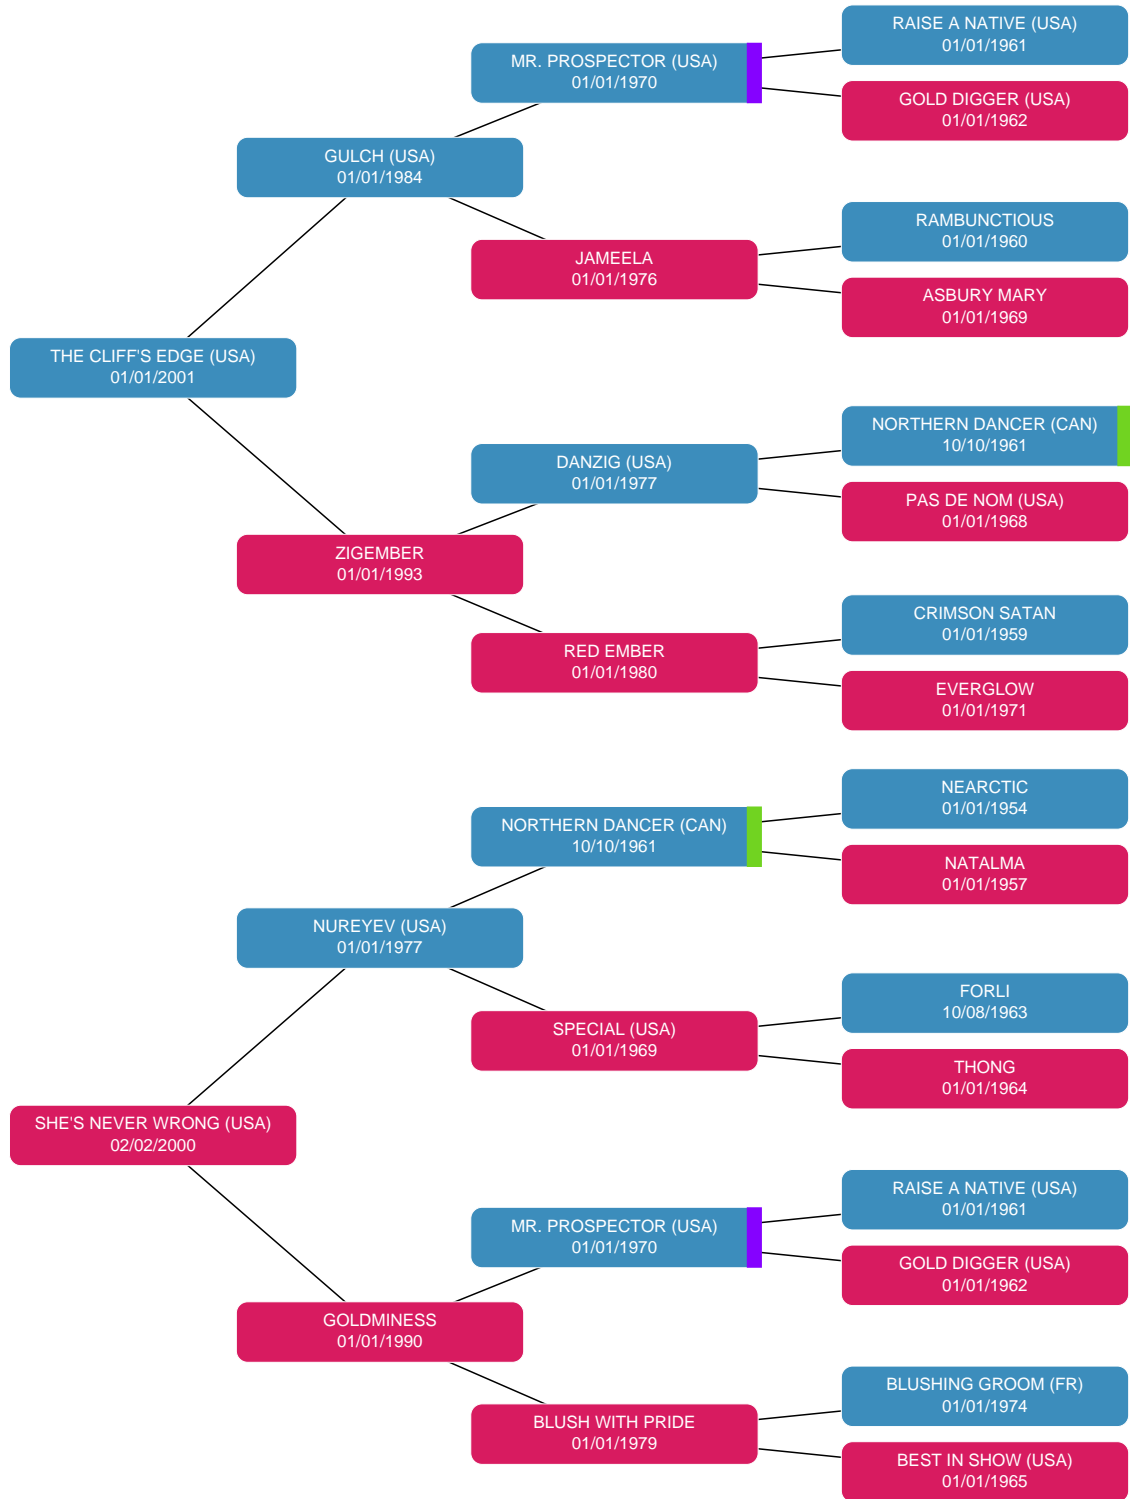 RAISE A NATIVE (USA)
01/01/1961
MR. PROSPECTOR (USA)
01/01/1970
GOLD DIGGER (USA)
01/01/1962
GULCH (USA)
01/01/1984
RAMBUNCTIOUS
01/01/1960
JAMEELA
01/01/1976
ASBURY MARY
01/01/1969
THE CLIFF'S EDGE (USA)
01/01/2001
NORTHERN DANCER (CAN)
10/10/1961
DANZIG (USA)
01/01/1977
PAS DE NOM (USA)
01/01/1968
ZIGEMBER
01/01/1993
CRIMSON SATAN
01/01/1959
RED EMBER
01/01/1980
EVERGLOW
01/01/1971
NEARCTIC
01/01/1954
NORTHERN DANCER (CAN)
10/10/1961
NATALMA
01/01/1957
NUREYEV (USA)
01/01/1977
FORLI
10/08/1963
SPECIAL (USA)
01/01/1969
THONG
01/01/1964
SHE'S NEVER WRONG (USA)
02/02/2000
RAISE A NATIVE (USA)
01/01/1961
MR. PROSPECTOR (USA)
01/01/1970
GOLD DIGGER (USA)
01/01/1962
GOLDMINESS
01/01/1990
BLUSHING GROOM (FR)
01/01/1974
BLUSH WITH PRIDE
01/01/1979
BEST IN SHOW (USA)
01/01/1965